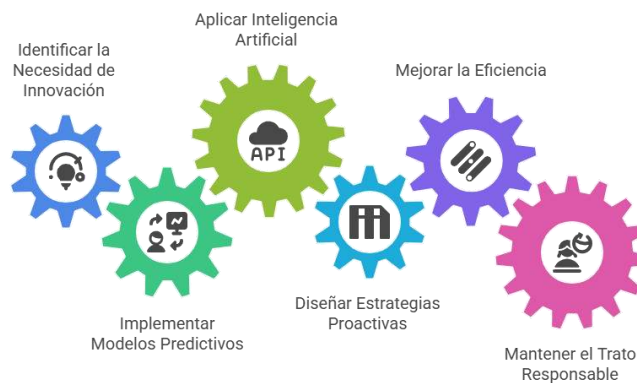 Identificar la
Necesidad de
Innovación
Implementar
Modelos Predictivos
Aplicar Inteligencia
Artificial
API
Diseñar Estrategias
Proactivas
Mejorar la Eficiencia
Mantener el Trato
Responsable